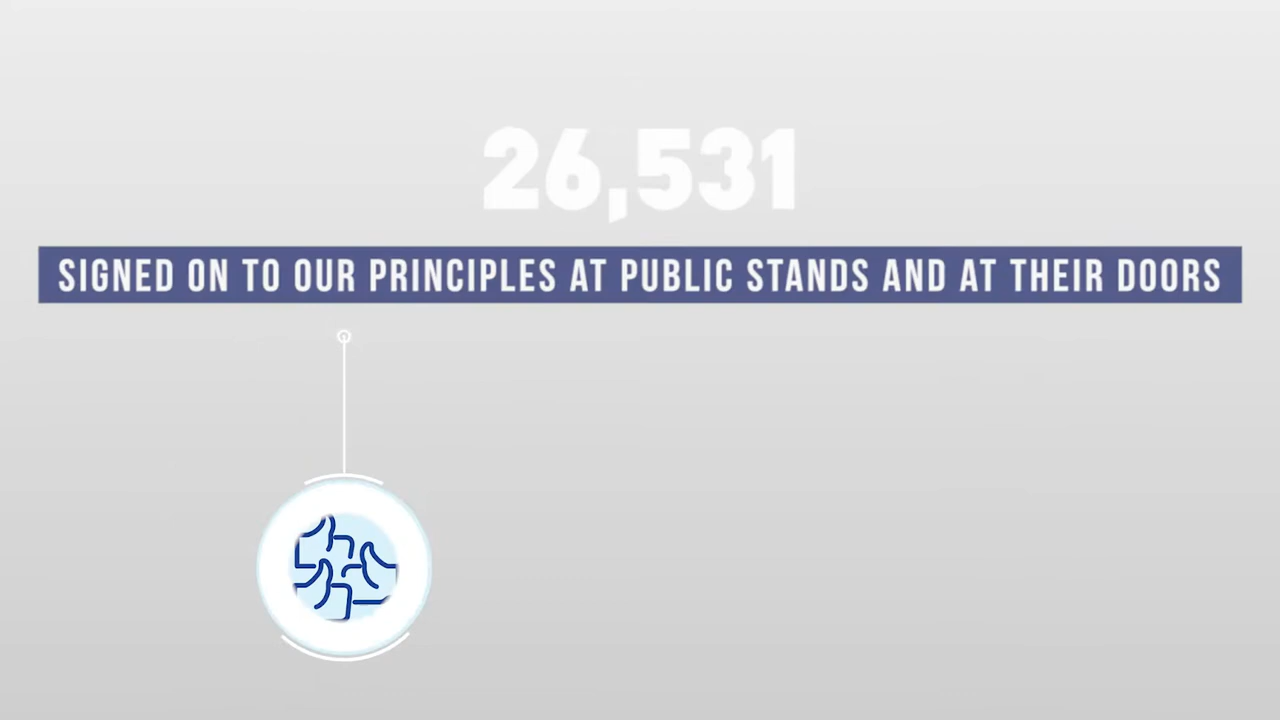 26,531
SIGNED ON TO OUR PRINCIPLES AT PUBLIC STANDS AND AT THEIR DOORS